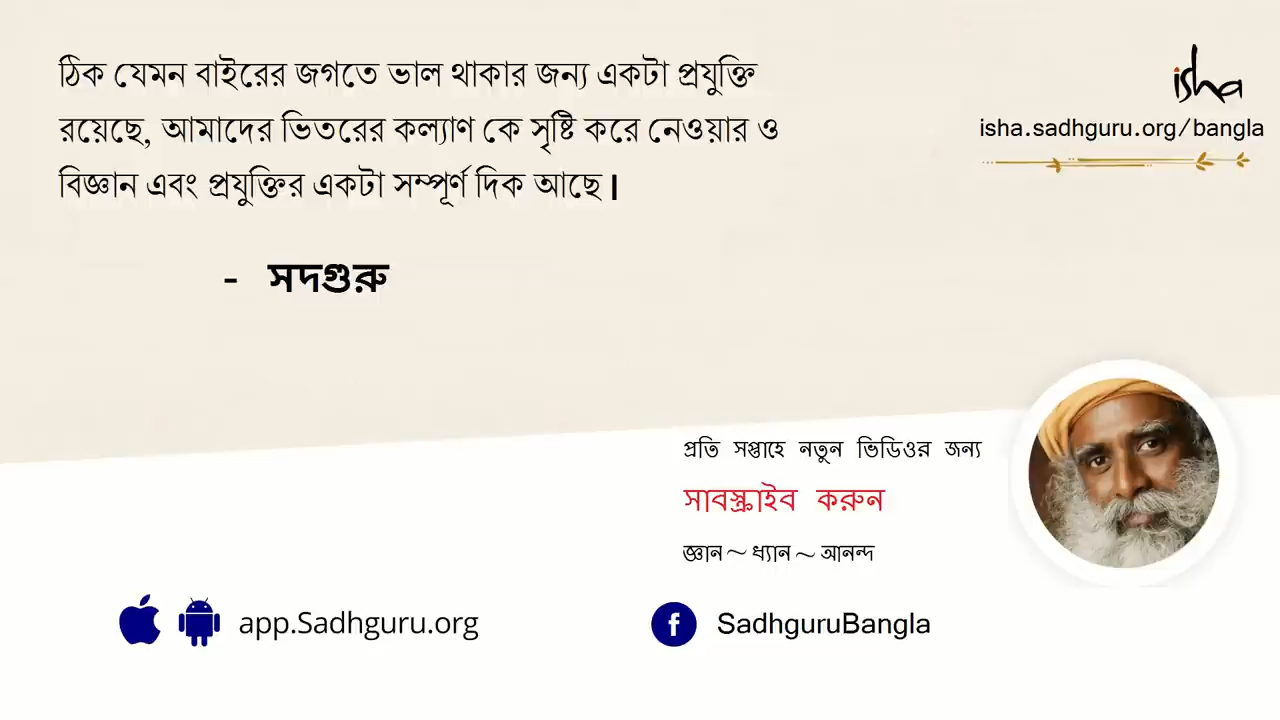 ঠিক যেমন বাইরের জগতে ভাল থাকার জন্য একটা প্রযুক্তি
রয়েছে, আমাদের ভিতরের কল্যাণ কে সৃষ্টি করে নেওয়ার ও
বিজ্ঞান এবং প্রযুক্তির একটা সম্পূর্ণ দিক আছে।
- সদগুরু
isha
isha.sadhguru.org/bangla
প্রতি সপ্তাহে নতুন ভিডিওর জন্য
সাবস্ক্রাইব করুন
জ্ঞান ~ ধ্যান ~ আনন্দ
app.Sadhguru.org
f SadhguruBangla